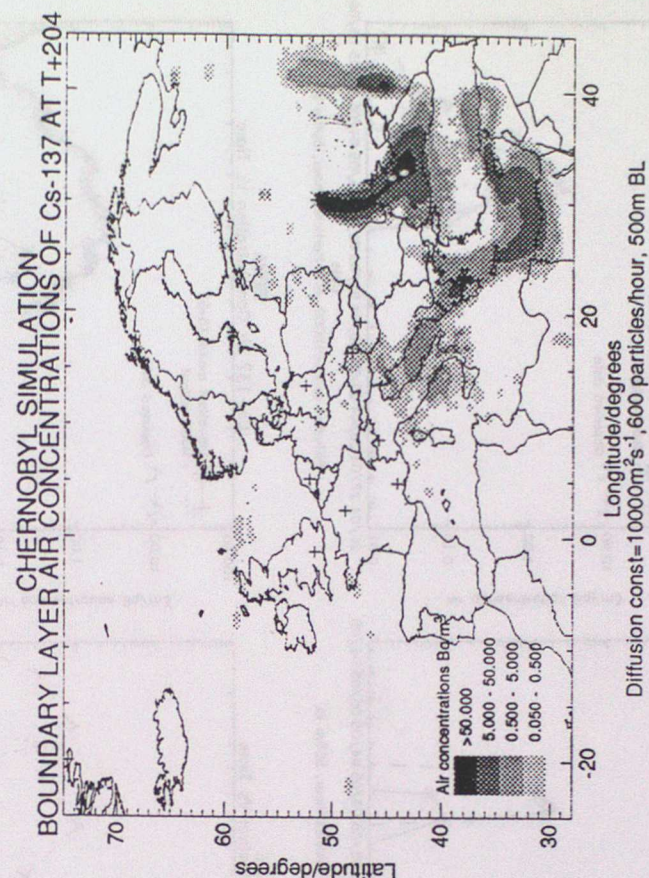 CHERNOBYL SIMULATION
BOUNDARY LAYER AIR CONCENTRATIONS OF Cs-137 AT T+204
70
60
50
40
30
Latitude/degrees
Air concentrations Bq/m³
>50.000
5.000 - 50.000
0.500 - 5.000
0.050 - 0.500
-20
0
20
40
Longitude/degrees
Diffusion const=10000m²s⁻¹,600 particles/hour, 500m BL